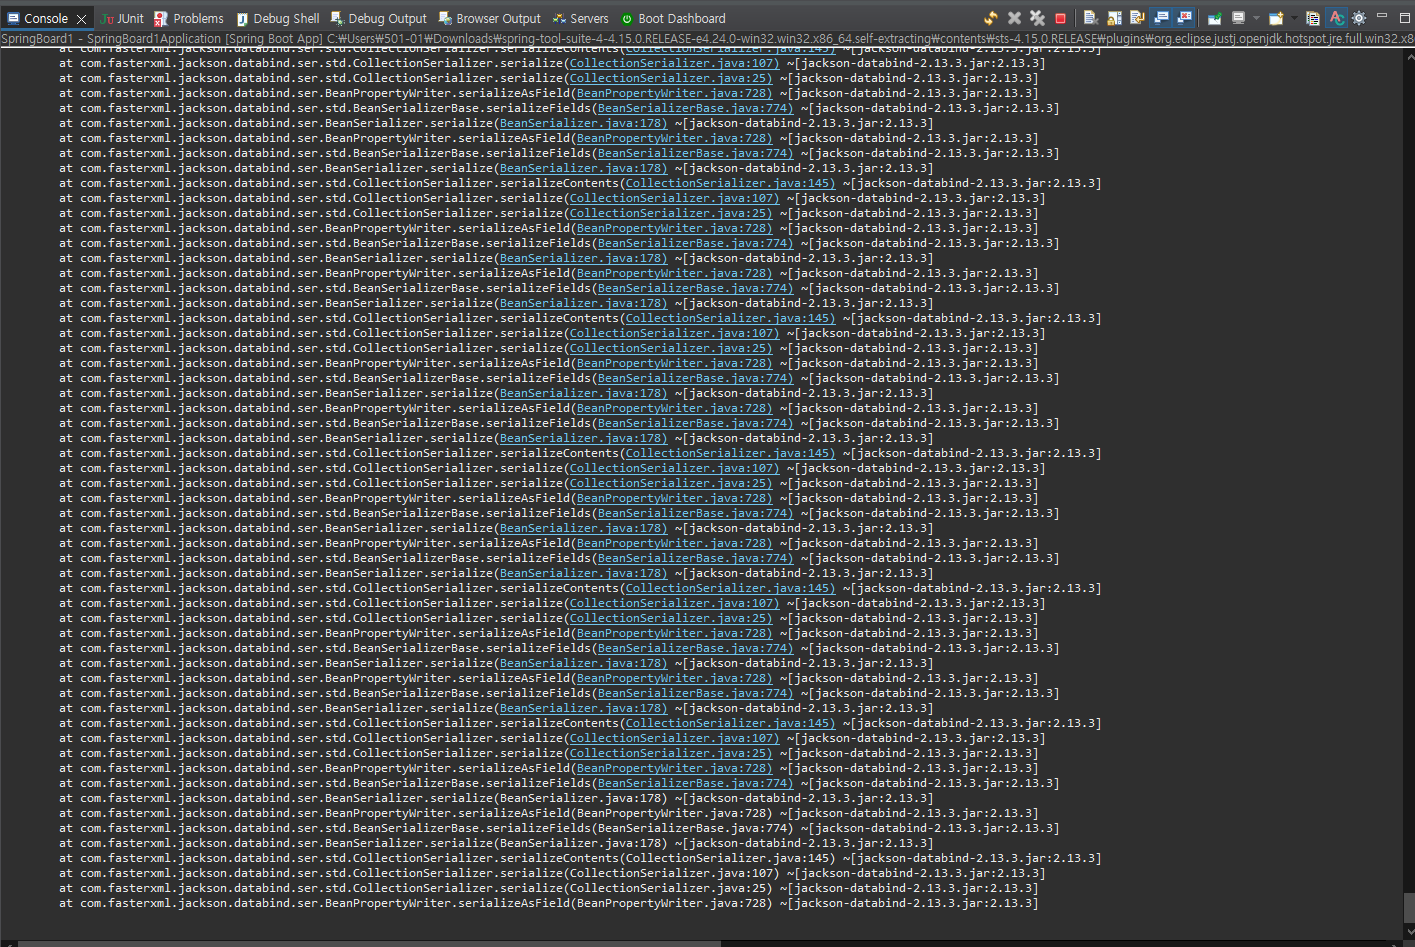 Console JUnit Problems Debug Shell Debug Output Browser Output Servers Boot Dashboard
SpringBoard1 - SpringBoard1Application [Spring Boot App] C:₩Users₩501-01₩Downloads₩spring-tool-suite-4-4.15.0.RELEASE-e4.24.0-win32.win32.x86_64.self-extracting₩contents₩sts-4.15.0.RELEASE₩plugins₩org.eclipse.justj.openjdk.hotspot.jre.full.win32.x8
at com.fasterxml.jackson.databind.ser.std.CollectionSerializer.serializeContents(CollectionSerializer.java:145) ~[jackson-databind-2.13.3.jar:2.13.3]
at com.fasterxml.jackson.databind.ser.std.CollectionSerializer.serialize(CollectionSerializer.java:107) ~[jackson-databind-2.13.3.jar:2.13.3]
at com.fasterxml.jackson.databind.ser.std.CollectionSerializer.serialize(CollectionSerializer.java:25) ~[jackson-databind-2.13.3.jar:2.13.3]
at com.fasterxml.jackson.databind.ser.BeanPropertyWriter.serializeAsField(BeanPropertyWriter.java:728) ~[jackson-databind-2.13.3.jar:2.13.3]
at com.fasterxml.jackson.databind.ser.std.BeanSerializerBase.serializeFields(BeanSerializerBase.java:774) ~[jackson-databind-2.13.3.jar:2.13.3]
at com.fasterxml.jackson.databind.ser.BeanSerializer.serialize(BeanSerializer.java:178) ~[jackson-databind-2.13.3.jar:2.13.3]
at com.fasterxml.jackson.databind.ser.BeanPropertyWriter.serializeAsField(BeanPropertyWriter.java:728) ~[jackson-databind-2.13.3.jar:2.13.3]
at com.fasterxml.jackson.databind.ser.std.BeanSerializerBase.serializeFields(BeanSerializerBase.java:774) ~[jackson-databind-2.13.3.jar:2.13.3]
at com.fasterxml.jackson.databind.ser.BeanSerializer.serialize(BeanSerializer.java:178) ~[jackson-databind-2.13.3.jar:2.13.3]
at com.fasterxml.jackson.databind.ser.std.CollectionSerializer.serializeContents(CollectionSerializer.java:145) ~[jackson-databind-2.13.3.jar:2.13.3]
at com.fasterxml.jackson.databind.ser.std.CollectionSerializer.serialize(CollectionSerializer.java:107) ~[jackson-databind-2.13.3.jar:2.13.3]
at com.fasterxml.jackson.databind.ser.std.CollectionSerializer.serialize(CollectionSerializer.java:25) ~[jackson-databind-2.13.3.jar:2.13.3]
at com.fasterxml.jackson.databind.ser.BeanPropertyWriter.serializeAsField(BeanPropertyWriter.java:728) ~[jackson-databind-2.13.3.jar:2.13.3]
at com.fasterxml.jackson.databind.ser.std.BeanSerializerBase.serializeFields(BeanSerializerBase.java:774) ~[jackson-databind-2.13.3.jar:2.13.3]
at com.fasterxml.jackson.databind.ser.BeanSerializer.serialize(BeanSerializer.java:178) ~[jackson-databind-2.13.3.jar:2.13.3]
at com.fasterxml.jackson.databind.ser.BeanPropertyWriter.serializeAsField(BeanPropertyWriter.java:728) ~[jackson-databind-2.13.3.jar:2.13.3]
at com.fasterxml.jackson.databind.ser.std.BeanSerializerBase.serializeFields(BeanSerializerBase.java:774) ~[jackson-databind-2.13.3.jar:2.13.3]
at com.fasterxml.jackson.databind.ser.BeanSerializer.serialize(BeanSerializer.java:178) ~[jackson-databind-2.13.3.jar:2.13.3]
at com.fasterxml.jackson.databind.ser.std.CollectionSerializer.serializeContents(CollectionSerializer.java:145) ~[jackson-databind-2.13.3.jar:2.13.3]
at com.fasterxml.jackson.databind.ser.std.CollectionSerializer.serialize(CollectionSerializer.java:107) ~[jackson-databind-2.13.3.jar:2.13.3]
at com.fasterxml.jackson.databind.ser.std.CollectionSerializer.serialize(CollectionSerializer.java:25) ~[jackson-databind-2.13.3.jar:2.13.3]
at com.fasterxml.jackson.databind.ser.BeanPropertyWriter.serializeAsField(BeanPropertyWriter.java:728) ~[jackson-databind-2.13.3.jar:2.13.3]
at com.fasterxml.jackson.databind.ser.std.BeanSerializerBase.serializeFields(BeanSerializerBase.java:774) ~[jackson-databind-2.13.3.jar:2.13.3]
at com.fasterxml.jackson.databind.ser.BeanSerializer.serialize(BeanSerializer.java:178) ~[jackson-databind-2.13.3.jar:2.13.3]
at com.fasterxml.jackson.databind.ser.BeanPropertyWriter.serializeAsField(BeanPropertyWriter.java:728) ~[jackson-databind-2.13.3.jar:2.13.3]
at com.fasterxml.jackson.databind.ser.std.BeanSerializerBase.serializeFields(BeanSerializerBase.java:774) ~[jackson-databind-2.13.3.jar:2.13.3]
at com.fasterxml.jackson.databind.ser.BeanSerializer.serialize(BeanSerializer.java:178) ~[jackson-databind-2.13.3.jar:2.13.3]
at com.fasterxml.jackson.databind.ser.std.CollectionSerializer.serializeContents(CollectionSerializer.java:145) ~[jackson-databind-2.13.3.jar:2.13.3]
at com.fasterxml.jackson.databind.ser.std.CollectionSerializer.serialize(CollectionSerializer.java:107) ~[jackson-databind-2.13.3.jar:2.13.3]
at com.fasterxml.jackson.databind.ser.std.CollectionSerializer.serialize(CollectionSerializer.java:25) ~[jackson-databind-2.13.3.jar:2.13.3]
at com.fasterxml.jackson.databind.ser.BeanPropertyWriter.serializeAsField(BeanPropertyWriter.java:728) ~[jackson-databind-2.13.3.jar:2.13.3]
at com.fasterxml.jackson.databind.ser.std.BeanSerializerBase.serializeFields(BeanSerializerBase.java:774) ~[jackson-databind-2.13.3.jar:2.13.3]
at com.fasterxml.jackson.databind.ser.BeanSerializer.serialize(BeanSerializer.java:178) ~[jackson-databind-2.13.3.jar:2.13.3]
at com.fasterxml.jackson.databind.ser.BeanPropertyWriter.serializeAsField(BeanPropertyWriter.java:728) ~[jackson-databind-2.13.3.jar:2.13.3]
at com.fasterxml.jackson.databind.ser.std.BeanSerializerBase.serializeFields(BeanSerializerBase.java:774) ~[jackson-databind-2.13.3.jar:2.13.3]
at com.fasterxml.jackson.databind.ser.BeanSerializer.serialize(BeanSerializer.java:178) ~[jackson-databind-2.13.3.jar:2.13.3]
at com.fasterxml.jackson.databind.ser.std.CollectionSerializer.serializeContents(CollectionSerializer.java:145) ~[jackson-databind-2.13.3.jar:2.13.3]
at com.fasterxml.jackson.databind.ser.std.CollectionSerializer.serialize(CollectionSerializer.java:107) ~[jackson-databind-2.13.3.jar:2.13.3]
at com.fasterxml.jackson.databind.ser.std.CollectionSerializer.serialize(CollectionSerializer.java:25) ~[jackson-databind-2.13.3.jar:2.13.3]
at com.fasterxml.jackson.databind.ser.BeanPropertyWriter.serializeAsField(BeanPropertyWriter.java:728) ~[jackson-databind-2.13.3.jar:2.13.3]
at com.fasterxml.jackson.databind.ser.std.BeanSerializerBase.serializeFields(BeanSerializerBase.java:774) ~[jackson-databind-2.13.3.jar:2.13.3]
at com.fasterxml.jackson.databind.ser.BeanSerializer.serialize(BeanSerializer.java:178) ~[jackson-databind-2.13.3.jar:2.13.3]
at com.fasterxml.jackson.databind.ser.BeanPropertyWriter.serializeAsField(BeanPropertyWriter.java:728) ~[jackson-databind-2.13.3.jar:2.13.3]
at com.fasterxml.jackson.databind.ser.std.BeanSerializerBase.serializeFields(BeanSerializerBase.java:774) ~[jackson-databind-2.13.3.jar:2.13.3]
at com.fasterxml.jackson.databind.ser.BeanSerializer.serialize(BeanSerializer.java:178) ~[jackson-databind-2.13.3.jar:2.13.3]
at com.fasterxml.jackson.databind.ser.std.CollectionSerializer.serializeContents(CollectionSerializer.java:145) ~[jackson-databind-2.13.3.jar:2.13.3]
at com.fasterxml.jackson.databind.ser.std.CollectionSerializer.serialize(CollectionSerializer.java:107) ~[jackson-databind-2.13.3.jar:2.13.3]
at com.fasterxml.jackson.databind.ser.std.CollectionSerializer.serialize(CollectionSerializer.java:25) ~[jackson-databind-2.13.3.jar:2.13.3]
at com.fasterxml.jackson.databind.ser.BeanPropertyWriter.serializeAsField(BeanPropertyWriter.java:728) ~[jackson-databind-2.13.3.jar:2.13.3]
at com.fasterxml.jackson.databind.ser.std.BeanSerializerBase.serializeFields(BeanSerializerBase.java:774) ~[jackson-databind-2.13.3.jar:2.13.3]
at com.fasterxml.jackson.databind.ser.BeanSerializer.serialize(BeanSerializer.java:178) ~[jackson-databind-2.13.3.jar:2.13.3]
at com.fasterxml.jackson.databind.ser.BeanPropertyWriter.serializeAsField(BeanPropertyWriter.java:728) ~[jackson-databind-2.13.3.jar:2.13.3]
at com.fasterxml.jackson.databind.ser.std.BeanSerializerBase.serializeFields(BeanSerializerBase.java:774) ~[jackson-databind-2.13.3.jar:2.13.3]
at com.fasterxml.jackson.databind.ser.BeanSerializer.serialize(BeanSerializer.java:178) ~[jackson-databind-2.13.3.jar:2.13.3]
at com.fasterxml.jackson.databind.ser.std.CollectionSerializer.serializeContents(CollectionSerializer.java:145) ~[jackson-databind-2.13.3.jar:2.13.3]
at com.fasterxml.jackson.databind.ser.std.CollectionSerializer.serialize(CollectionSerializer.java:107) ~[jackson-databind-2.13.3.jar:2.13.3]
at com.fasterxml.jackson.databind.ser.std.CollectionSerializer.serialize(CollectionSerializer.java:25) ~[jackson-databind-2.13.3.jar:2.13.3]
at com.fasterxml.jackson.databind.ser.BeanPropertyWriter.serializeAsField(BeanPropertyWriter.java:728) ~[jackson-databind-2.13.3.jar:2.13.3]